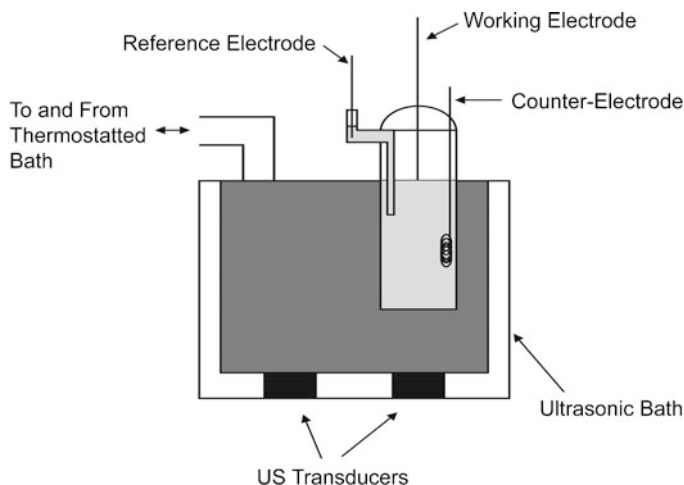 Working Electrode
Reference Electrode
Counter-Electrode
To and From
Thermostatted
Bath
Ultrasonic Bath
US Transducers